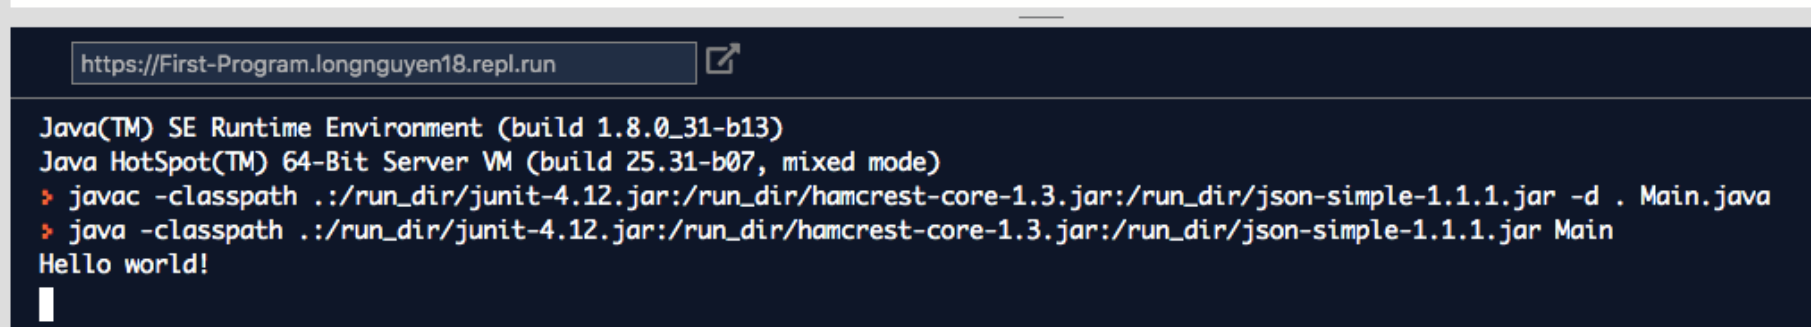 https://First-Program.longnguyen18.repl.run
Java(TM) SE Runtime Environment (build 1.8.0_31-b13)
Java HotSpot(TM) 64-Bit Server VM (build 25.31-b07, mixed mode)
> javac -classpath .:/run_dir/junit-4.12.jar:/run_dir/hamcrest-core-1.3.jar:/run_dir/json-simple-1.1.1.jar -d . Main.java
> java -classpath .:/run_dir/junit-4.12.jar:/run_dir/hamcrest-core-1.3.jar:/run_dir/json-simple-1.1.1.jar Main
Hello world!